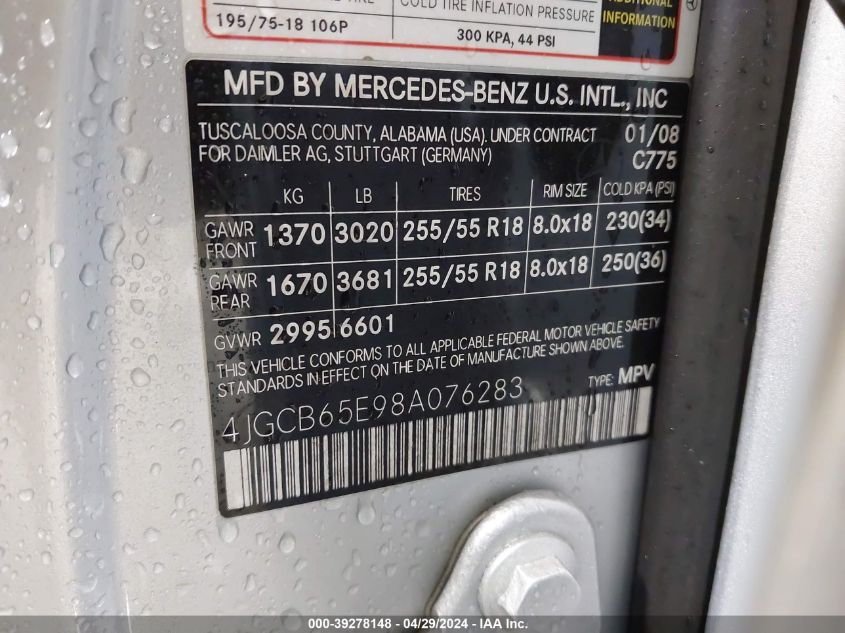 COLD TIRE INFLATION PRESSURE
ADDITIONAL
195/75-18 106P 300 KPA, 44 PSI INFORMATION
MFD BY MERCEDES-BENZ U.S. INTL., INC
TUSCALOOSA COUNTY, ALABAMA (USA). UNDER CONTRACT 01/08
FOR DAIMLER AG, STUTTGART (GERMANY) C775
KG LB TIRES RIM SIZE COLD KPA (PSI)
GAWR FRONT 1370 3020 255/55 R18 8.0x18 230(34)
GAWR REAR 1670 3681 255/55 R18 8.0x18 250(36)
GVWR 2995 6601
THIS VEHICLE CONFORMS TO ALL APPLICABLE FEDERAL MOTOR VEHICLE SAFETY
STANDARDS IN EFFECT ON THE DATE OF MANUFACTURE SHOWN ABOVE.
TYPE: MPV
4JGCB65E98A076283
000-39278148 - 04/29/2024 - IAA Inc.